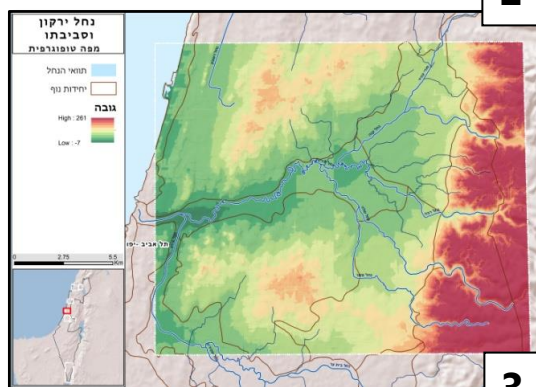 נחל ירקון
וסביבתו
מפה טופוגרפית
תוואי הנחל
יחידות נוף
גובה
High : 261
Low : -7
תל אביב -יפו
0 2.75 5.5
3